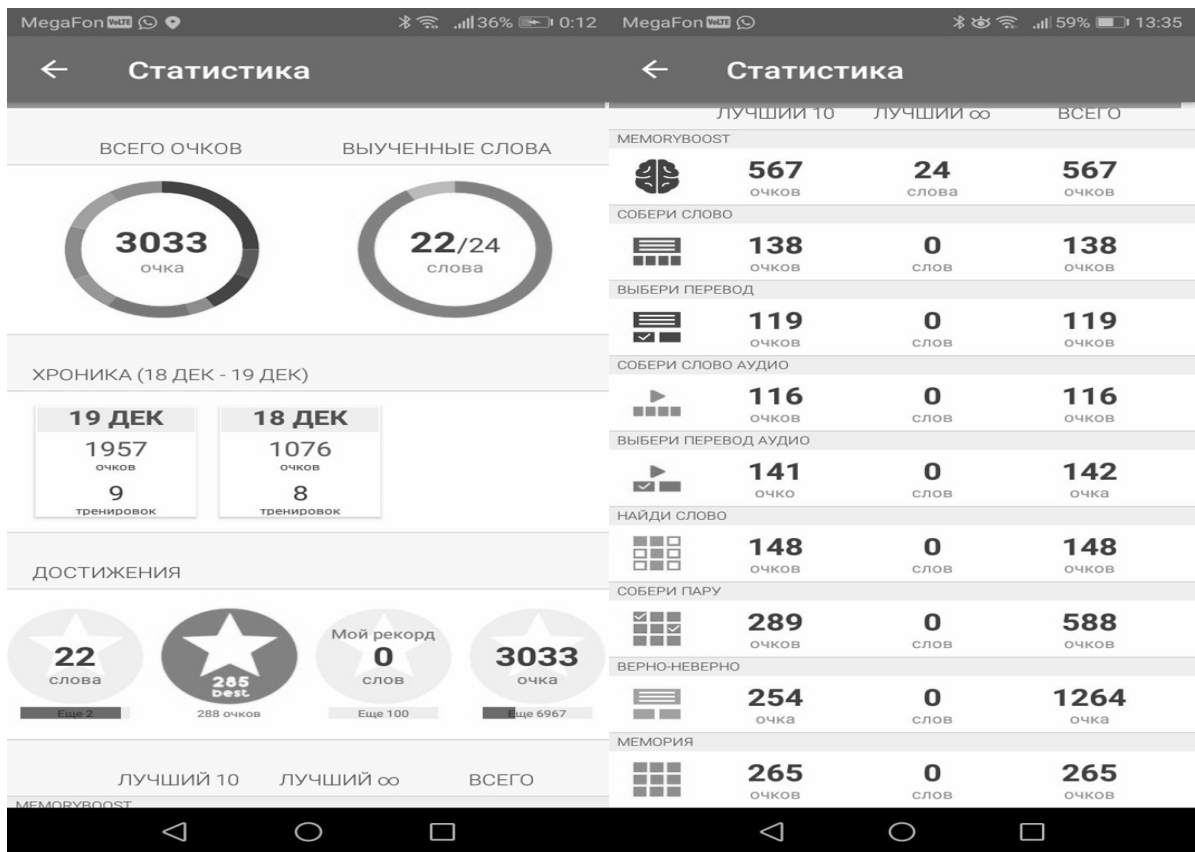 MegaFon VoLTE 36% 0:12
Статистика
ВСЕГО ОЧКОВ ВЫУЧЕННЫЕ СЛОВА
3033 22/24
очка слова
ХРОНИКА (18 ДЕК - 19 ДЕК)
19 ДЕК 18 ДЕК
1957 1076
очков очков
9 8
тренировок тренировок
ДОСТИЖЕНИЯ
22
слова
Еще 2
285
best
288 очков
Мой рекорд
0
слов
Еще 100
3033
очка
Еще 6967
ЛУЧШИЙ 10 ЛУЧШИЙ ∞ ВСЕГО
MEMORYBOOST
MegaFon VoLTE 59% 13:35
Статистика
ЛУЧШИЙ 10 ЛУЧШИЙ ∞ ВСЕГО
MEMORYBOOST
567 24 567
очков слова очков
СОБЕРИ СЛОВО
138 0 138
очков слов очков
ВЫБЕРИ ПЕРЕВОД
119 0 119
очков слов очков
СОБЕРИ СЛОВО АУДИО
116 0 116
очков слов очков
ВЫБЕРИ ПЕРЕВОД АУДИО
141 0 142
очко слов очка
НАЙДИ СЛОВО
148 0 148
очков слов очков
СОБЕРИ ПАРУ
289 0 588
очков слов очков
ВЕРНО-НЕВЕРНО
254 0 1264
очка слов очка
МЕМОРИЯ
265 0 265
очков слов очков